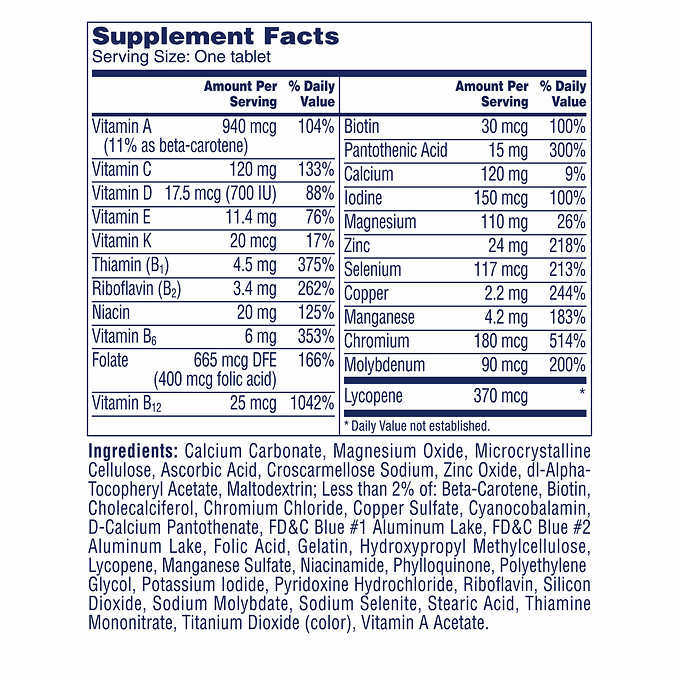 Supplement Facts
Serving Size: One tablet
Amount Per Serving % Daily Value
Vitamin A 940 mcg 104%
(11% as beta-carotene)
Vitamin C 120 mg 133%
Vitamin D 17.5 mcg (700 IU) 88%
Vitamin E 11.4 mg 76%
Vitamin K 20 mcg 17%
Thiamin (B1) 4.5 mg 375%
Riboflavin (B2) 3.4 mg 262%
Niacin 20 mg 125%
Vitamin B6 6 mg 353%
Folate 665 mcg DFE 166%
(400 mcg folic acid)
Vitamin B12 25 mcg 1042%
Amount Per Serving % Daily Value
Biotin 30 mcg 100%
Pantothenic Acid 15 mg 300%
Calcium 120 mg 9%
Iodine 150 mcg 100%
Magnesium 110 mg 26%
Zinc 24 mg 218%
Selenium 117 mcg 213%
Copper 2.2 mg 244%
Manganese 4.2 mg 183%
Chromium 180 mcg 514%
Molybdenum 90 mcg 200%
Lycopene 370 mcg *
* Daily Value not established.
Ingredients: Calcium Carbonate, Magnesium Oxide, Microcrystalline
Cellulose, Ascorbic Acid, Croscarmellose Sodium, Zinc Oxide, dl-Alpha-
Tocopheryl Acetate, Maltodextrin; Less than 2% of: Beta-Carotene, Biotin,
Cholecalciferol, Chromium Chloride, Copper Sulfate, Cyanocobalamin,
D-Calcium Pantothenate, FD&C Blue #1 Aluminum Lake, FD&C Blue #2
Aluminum Lake, Folic Acid, Gelatin, Hydroxypropyl Methylcellulose,
Lycopene, Manganese Sulfate, Niacinamide, Phylloquinone, Polyethylene
Glycol, Potassium Iodide, Pyridoxine Hydrochloride, Riboflavin, Silicon
Dioxide, Sodium Molybdate, Sodium Selenite, Stearic Acid, Thiamine
Mononitrate, Titanium Dioxide (color), Vitamin A Acetate.